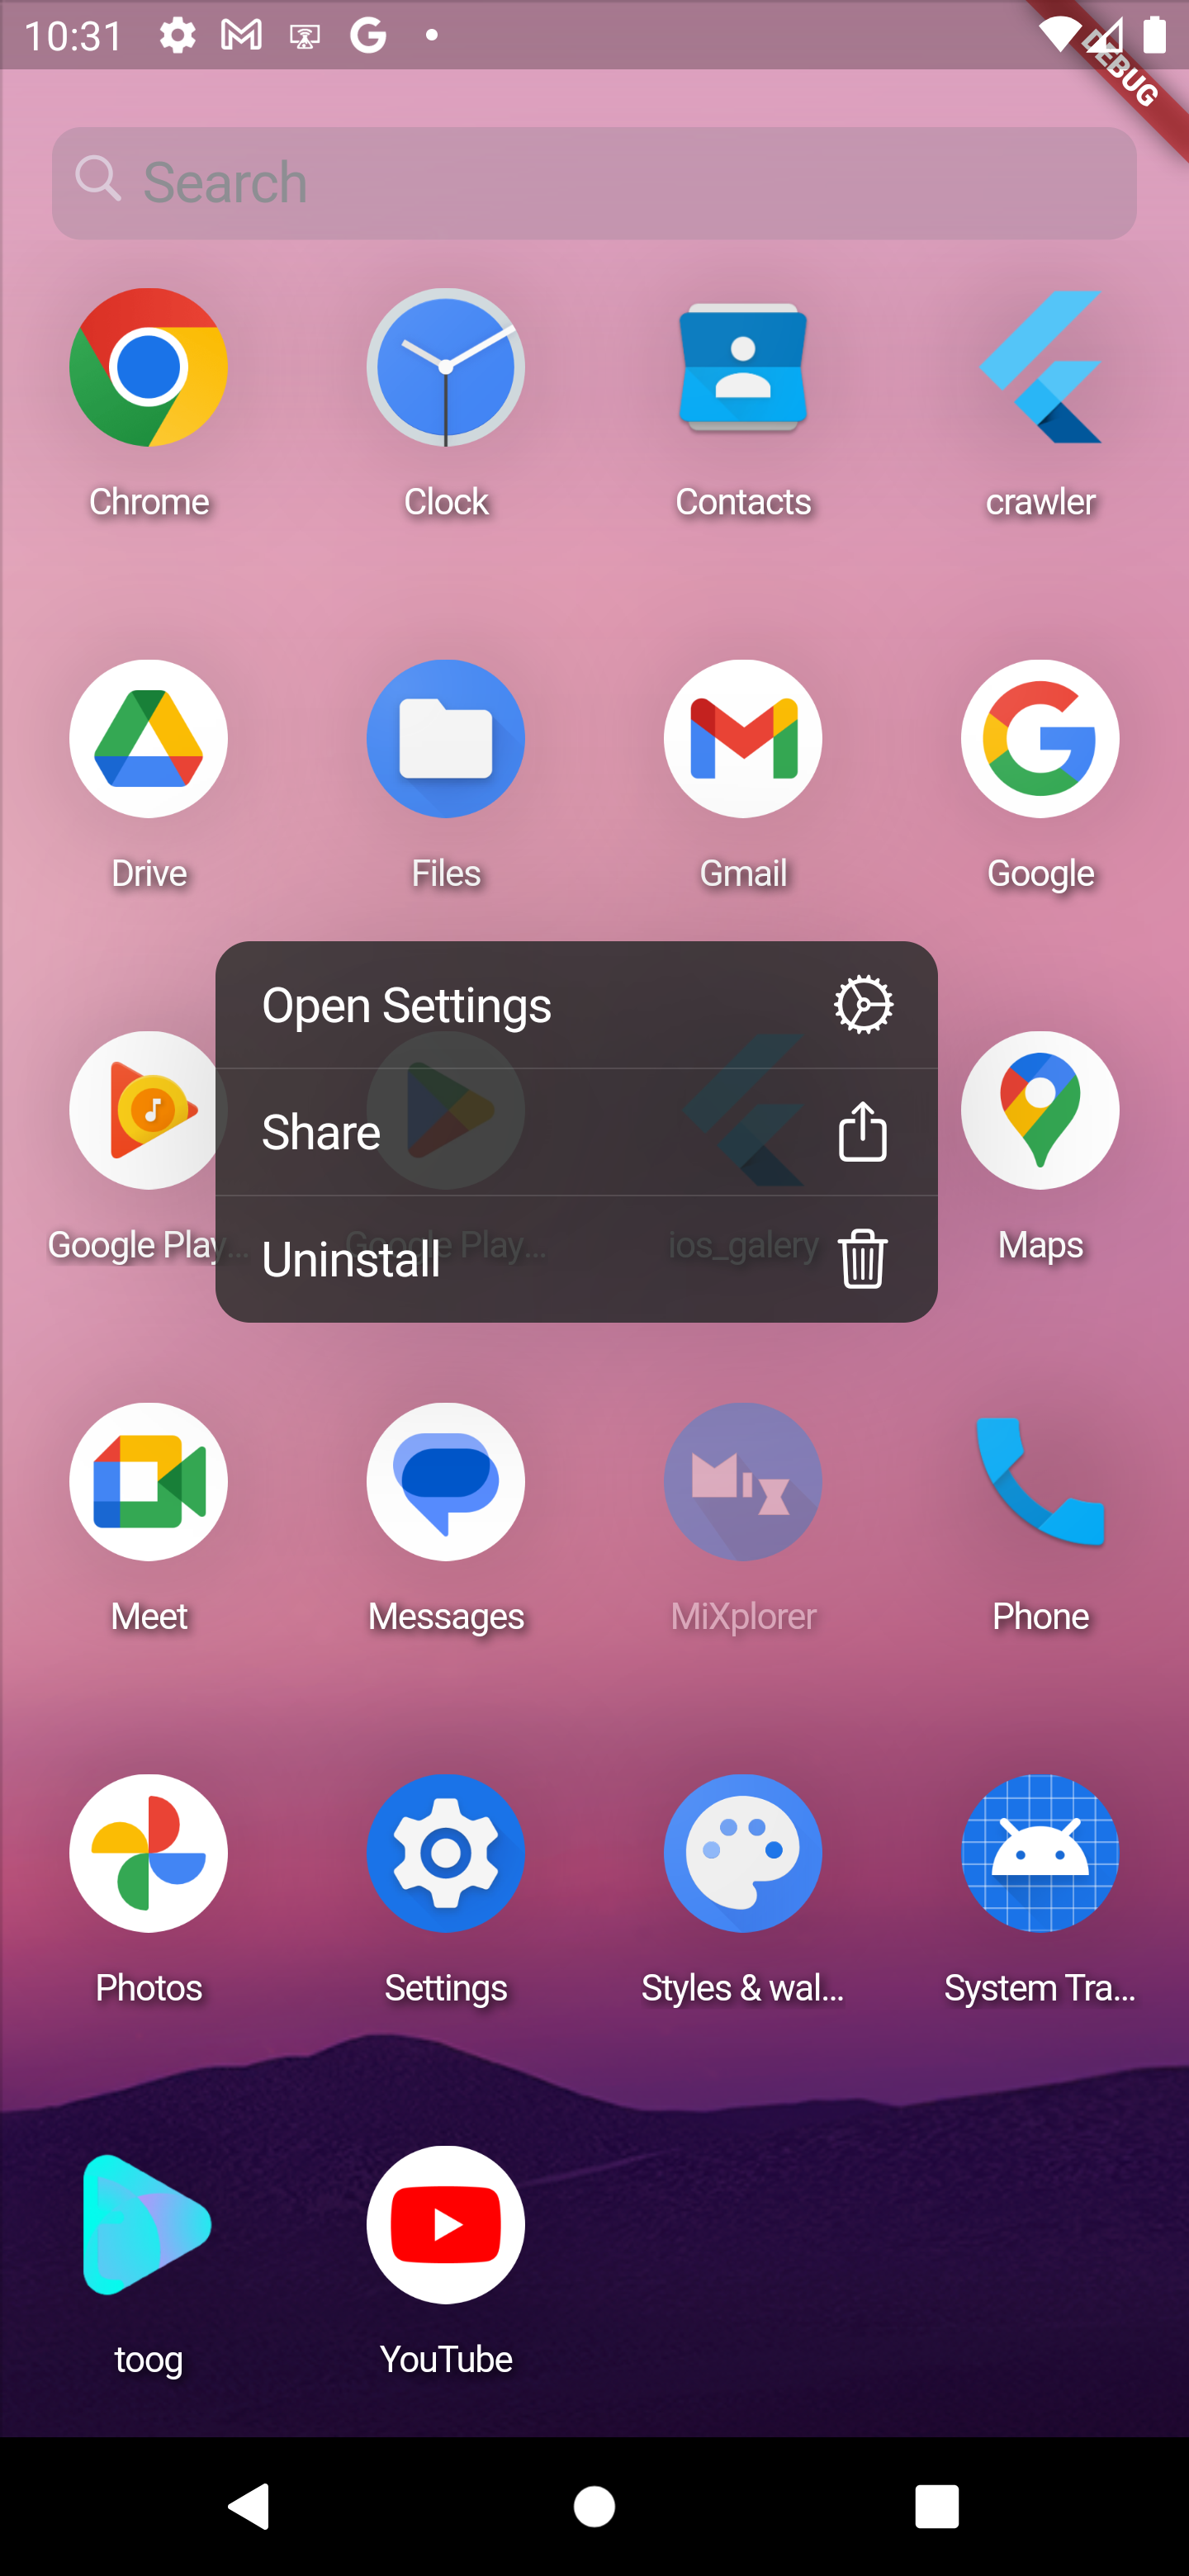 10:31
DEBUG
Search
Chrome Clock Contacts crawler
Drive Files Gmail Google
Open Settings
Share
Google Play... Google Play... ios_galery Maps
Uninstall
Meet Messages MiXplorer Phone
Photos Settings Styles & wal... System Tra...
toog YouTube